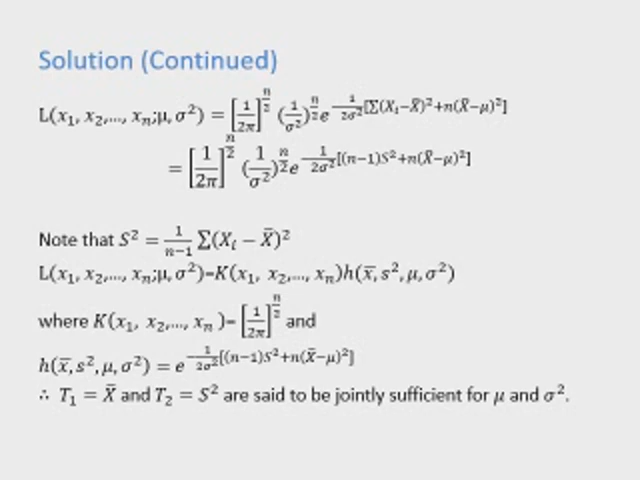 Solution (Continued)
L(x₁, x₂,..., xₙ;μ, σ²) = [1/2π]^(n/2) (1/σ²)^(n/2) e^(-1/2σ²[∑(Xᵢ−X̄)²+n(X̄−μ)²])
= [1/2π]^(n/2) (1/σ²)^(n/2) e^(-1/2σ²[(n−1)S²+n(X̄−μ)²])
Note that S² = 1/(n−1) ∑(Xᵢ − X̄)²
L(x₁, x₂,..., xₙ;μ, σ²)=K(x₁, x₂,..., xₙ)h(x̄, s², μ, σ²)
where K(x₁, x₂,..., xₙ )= [1/2π]^(n/2) and
h(x̄, s², μ, σ²) = e^(-1/2σ²[(n−1)S²+n(X̄−μ)²])
∴ T₁ = X̄ and T₂ = S² are said to be jointly sufficient for μ and σ².